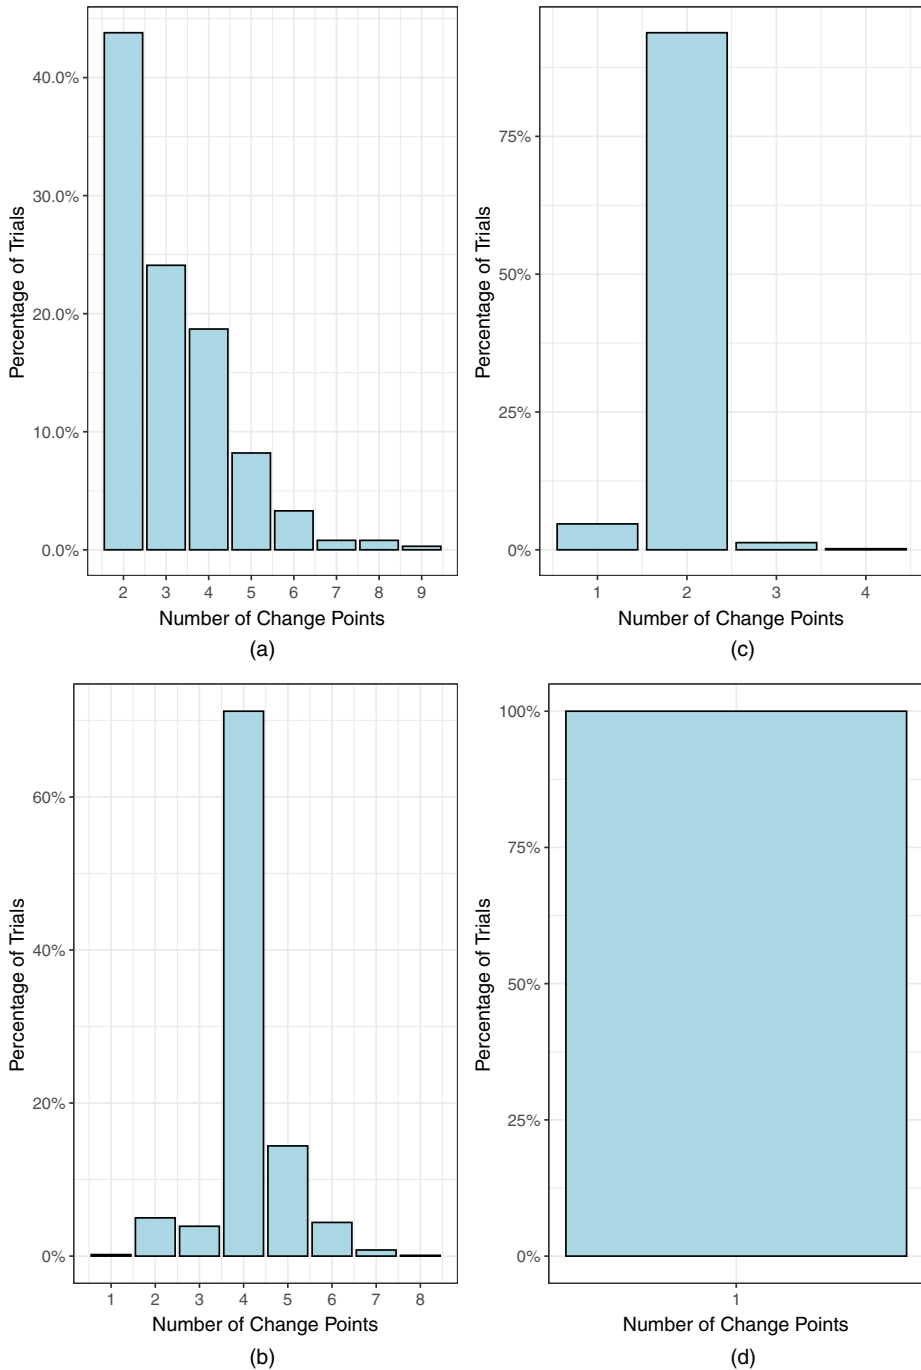 Percentage of Trials
40.0%
30.0%
20.0%
10.0%
0.0%
2 3 4 5 6 7 8 9
Number of Change Points
(a)
Percentage of Trials
75%
50%
25%
0%
1 2 3 4
Number of Change Points
(c)
Percentage of Trials
60%
40%
20%
0%
1 2 3 4 5 6 7 8
Number of Change Points
(b)
Percentage of Trials
100%
75%
50%
25%
0%
1
Number of Change Points
(d)